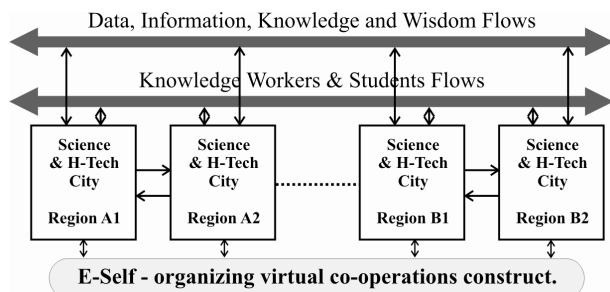 Data, Information, Knowledge and Wisdom Flows
Knowledge Workers & Students Flows
Science
& H-Tech
City
Region A1
Science
& H-Tech
City
Region A2
Science
& H-Tech
City
Region B1
Science
& H-Tech
City
Region B2
E-Self - organizing virtual co-operations construct.